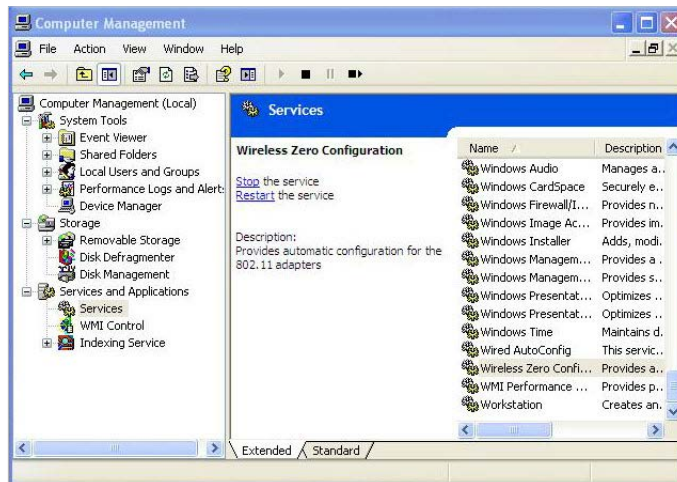 Computer Management
File Action View Window Help
Computer Management (Local)
System Tools
Event Viewer
Shared Folders
Local Users and Groups
Performance Logs and Alert:
Device Manager
Storage
Removable Storage
Disk Defragmenter
Disk Management
Services and Applications
Services
WMI Control
Indexing Service
Services
Wireless Zero Configuration
Stop the service
Restart the service
Description:
Provides automatic configuration for the
802.11 adapters
Name Description
Windows Audio Manages a..
Windows CardSpace Securely e..
Windows Firewall/I... Provides n..
Windows Image Ac... Provides im.
Windows Installer Adds, modi.
Windows Managem... Provides a .
Windows Managem... Provides s..
Windows Presentat... Optimizes ..
Windows Presentat... Optimizes ..
Windows Time Maintains d.
Wired AutoConfig This servic..
Wireless Zero Confi... Provides a..
WMI Performance ... Provides p..
Workstation Creates an.
Extended Standard